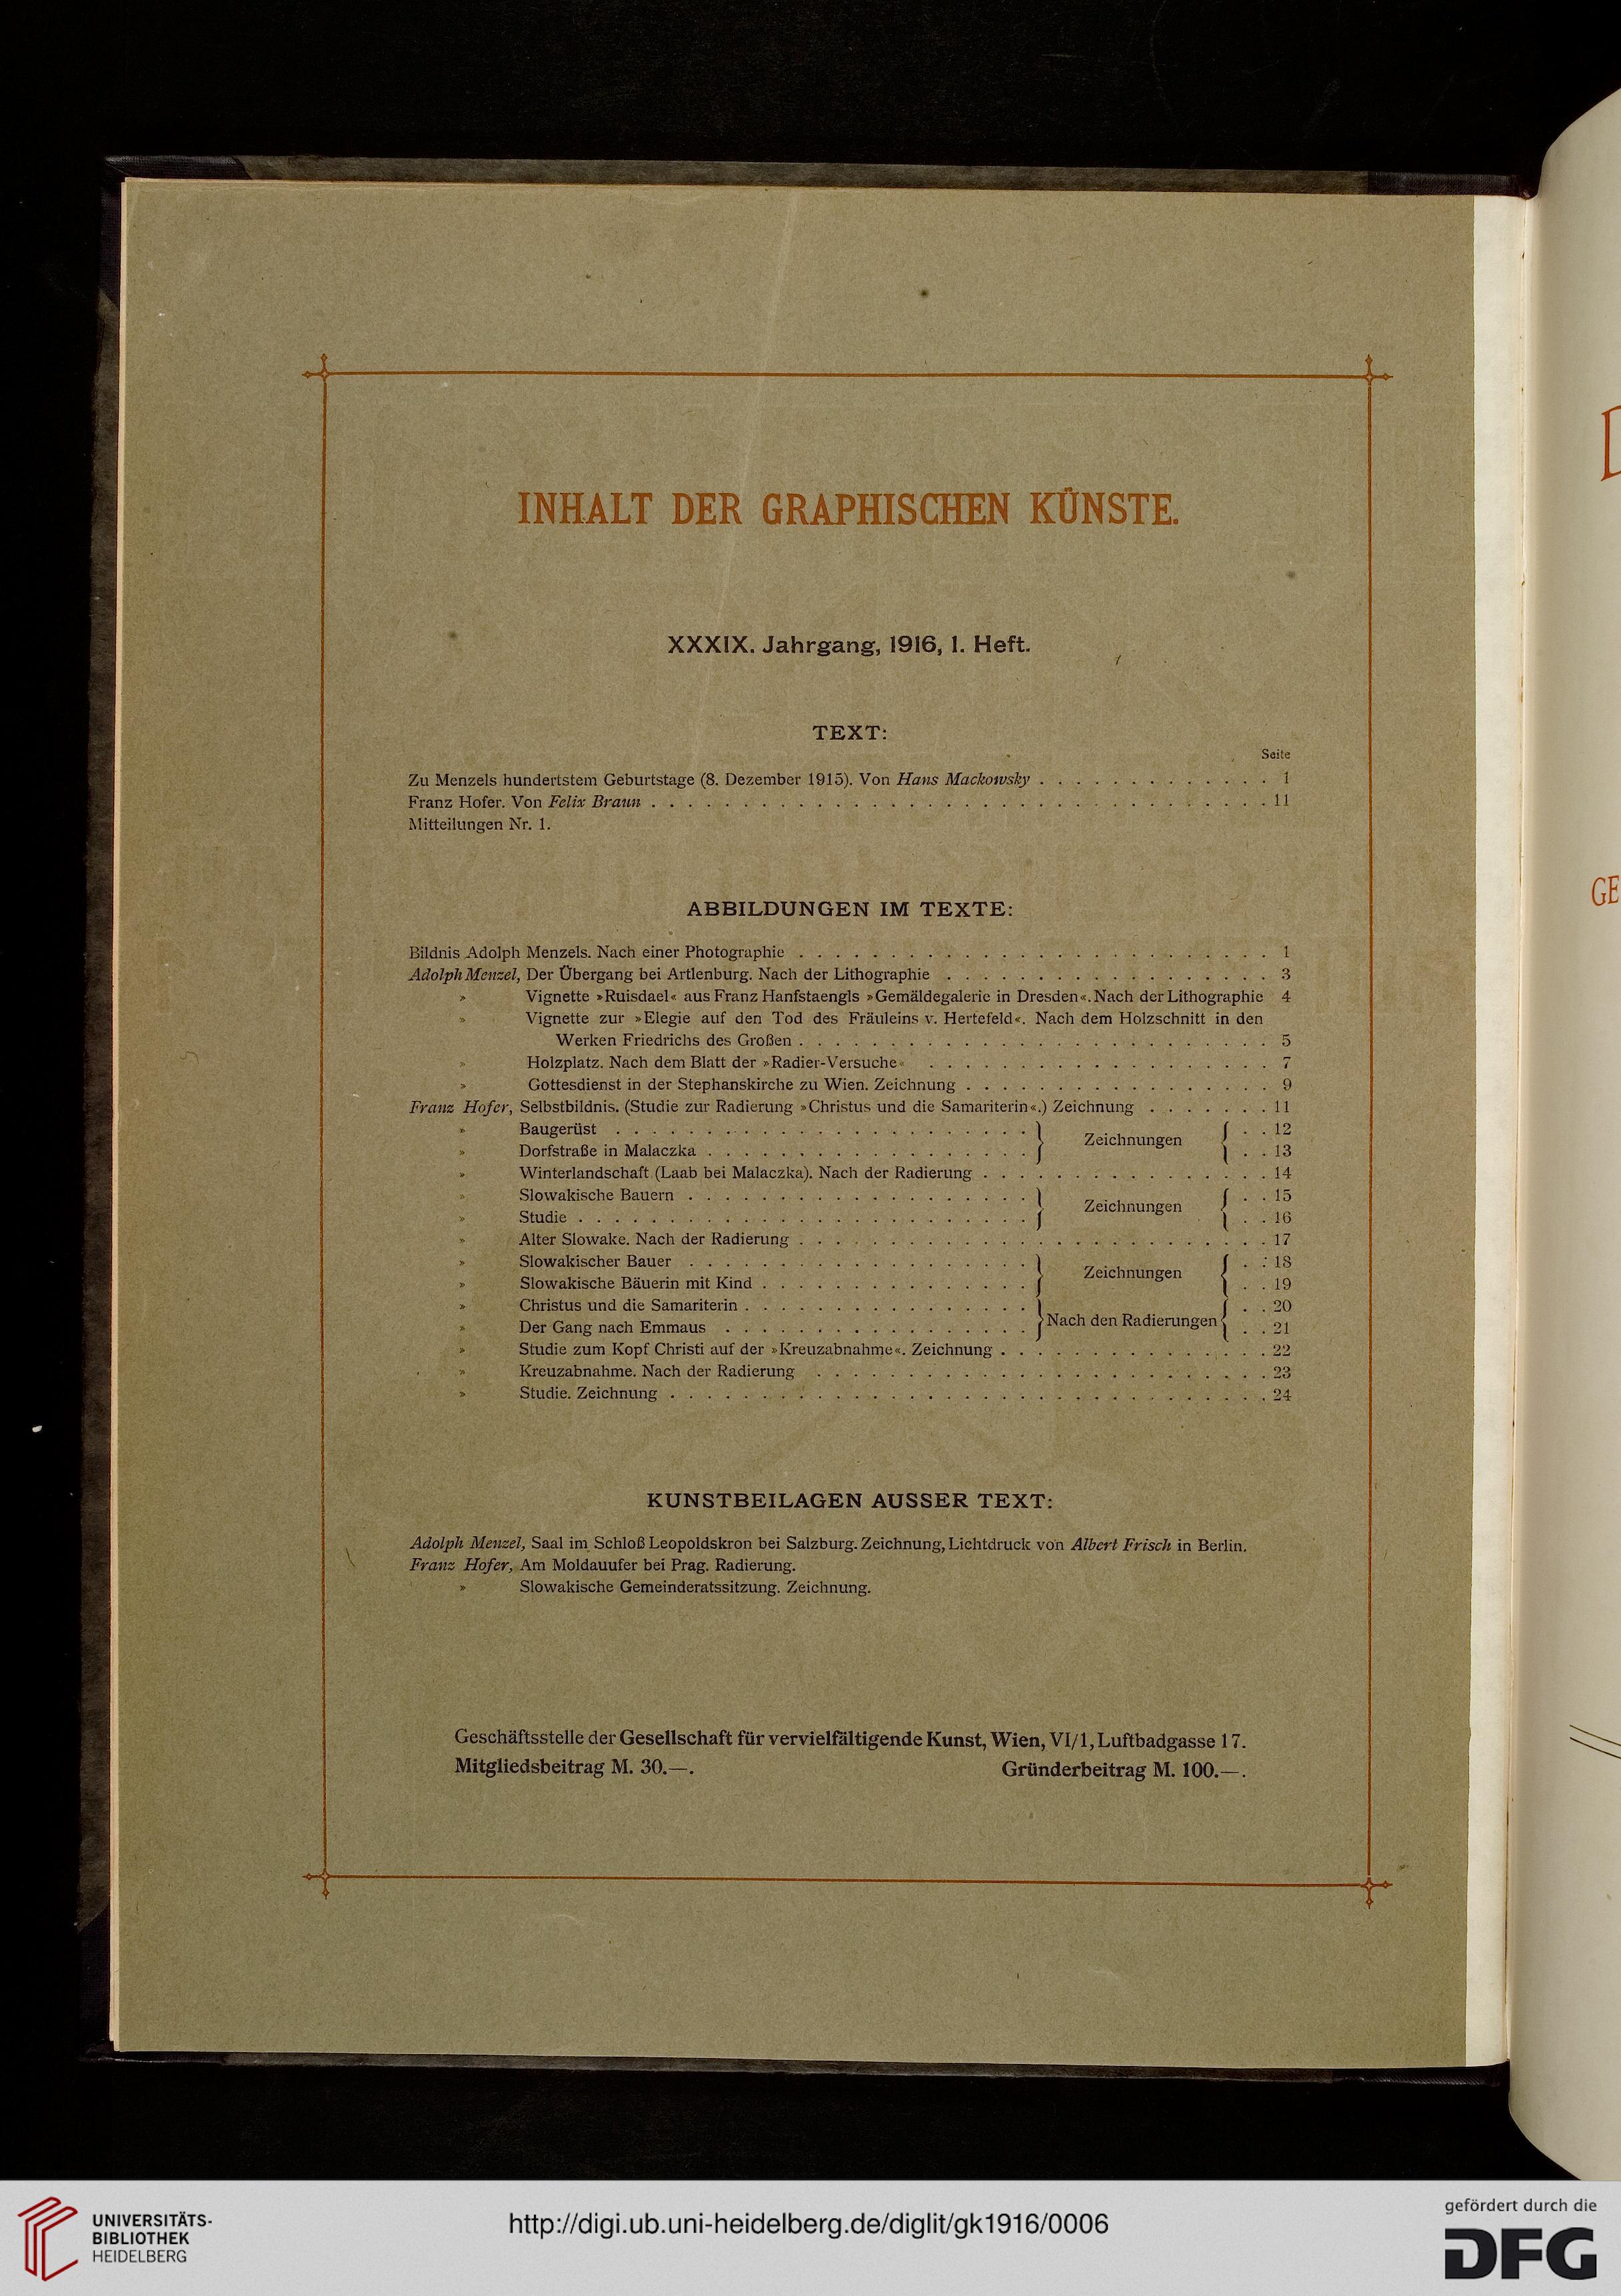 INHALT DER GRAPHISCHEN KÜNSTE.
XXXIX. Jahrgang, 1916, 1. Heft.
TEXT:
Seite
Zu Menzels hundertstem Geburtstage (8. Dezember 1915). Von Hans Mackowsky . . . . . . . . . . . . . 1
Franz Hofer. Von Felix Braun . . . . . . . . . . . . . . . . . . . . 11
Mitteilungen Nr. 1.
ABBILDUNGEN IM TEXTE:
Bildnis Adolph Menzels. Nach einer Photographie . . . . . . . . . . . . . . . . 1
Adolph Menzel, Der Übergang bei Artlenburg. Nach der Lithographie . . . . . . . . . . . . 3
» Vignette »Ruisdael« aus Franz Hanfstaengls »Gemäldegalerie in Dresden«. Nach der Lithographie 4
» Vignette zur »Elegie auf den Tod des Fräuleins v. Hertefeld«. Nach dem Holzschnitt in den
Werken Friedrichs des Großen . . . . . . . . . . . . . . . . 5
» Holzplatz. Nach dem Blatt der »Radier-Versuche« . . . . . . . . . . . . 7
» Gottesdienst in der Stephanskirche zu Wien. Zeichnung . . . . . . . . . . . . 9
Franz Hofer, Selbstbildnis. (Studie zur Radierung »Christus und die Samariterin«.) Zeichnung . . . . . . . 11
» Baugerüst . . . . . . . . . . . . } Zeichnungen { . . 12
» Dorfstraße in Malaczka . . . . . . . . . . . . } { . . 13
» Winterlandschaft (Laab bei Malaczka). Nach der Radierung . . . . . . . . . . . . 14
» Slowakische Bauern . . . . . . . . . . . . } Zeichnungen { . . 15
» Studie . . . . . . . . . . . . } { . . 16
» Alter Slowake. Nach der Radierung . . . . . . . . . . . . 17
» Slowakischer Bauer . . . . . . . . . . . . } Zeichnungen { . . 18
» Slowakische Bäuerin mit Kind . . . . . . . . . . . . } { . . 19
» Christus und die Samariterin . . . . . . . . . . . . } Nach den Radierungen { . . 20
» Der Gang nach Emmaus . . . . . . . . . . . . } { . . 21
» Studie zum Kopf Christi auf der »Kreuzabnahme«. Zeichnung . . . . . . . . . . . . 22
» Kreuzabnahme. Nach der Radierung . . . . . . . . . . . . 23
» Studie. Zeichnung . . . . . . . . . . . . 24
KUNSTBEILAGEN AUSSER TEXT:
Adolph Menzel, Saal im Schloß Leopoldskron bei Salzburg. Zeichnung, Lichtdruck von Albert Frisch in Berlin.
Franz Hofer, Am Moldauufer bei Prag. Radierung.
» Slowakische Gemeinderatssitzung. Zeichnung.
Geschäftsstelle der Gesellschaft für vervielfältigende Kunst, Wien, VI/1, Luftbadgasse 17.
Mitgliedsbeitrag M. 30.—. Gründerbeitrag M. 100.—.
GE
UNIVERSITÄTS-
BIBLIOTHEK
HEIDELBERG
http://digi.ub.uni-heidelberg.de/diglit/gk1916/0006
gefördert durch die
DFG